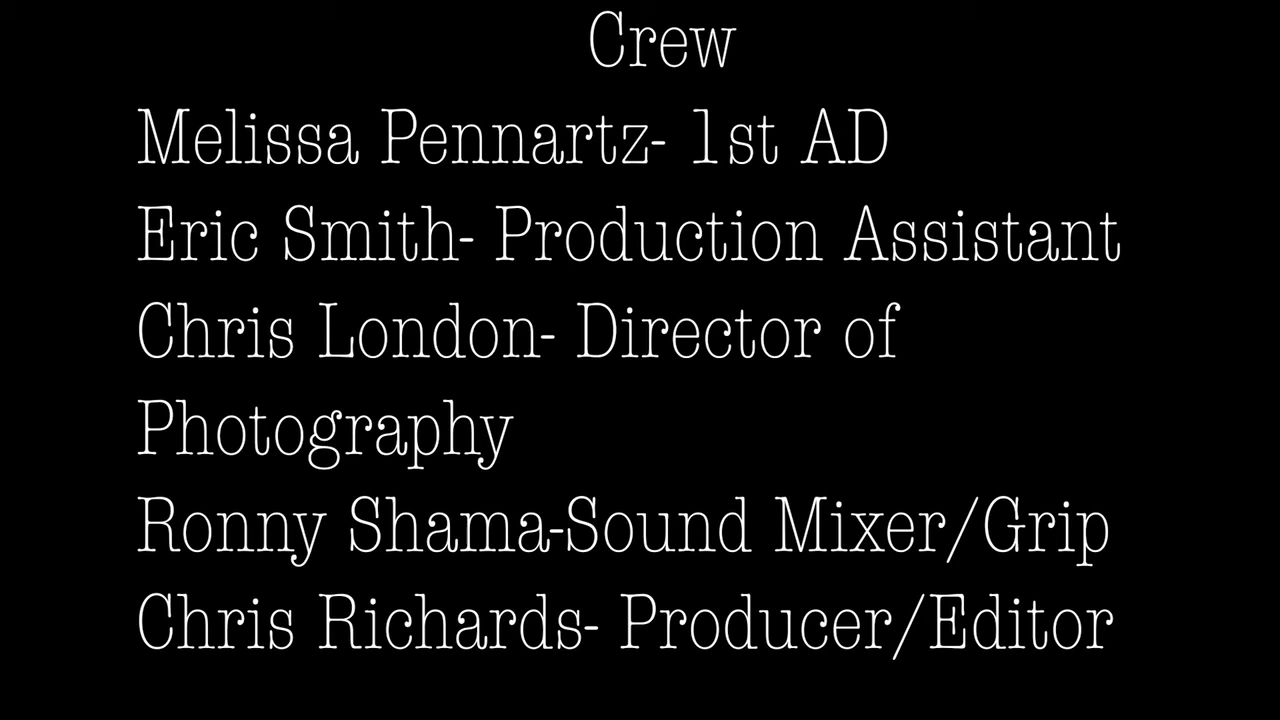 Crew
Melissa Pennartz- 1st AD
Eric Smith- Production Assistant
Chris London- Director of
Photography
Ronny Shama-Sound Mixer/Grip
Chris Richards- Producer/Editor